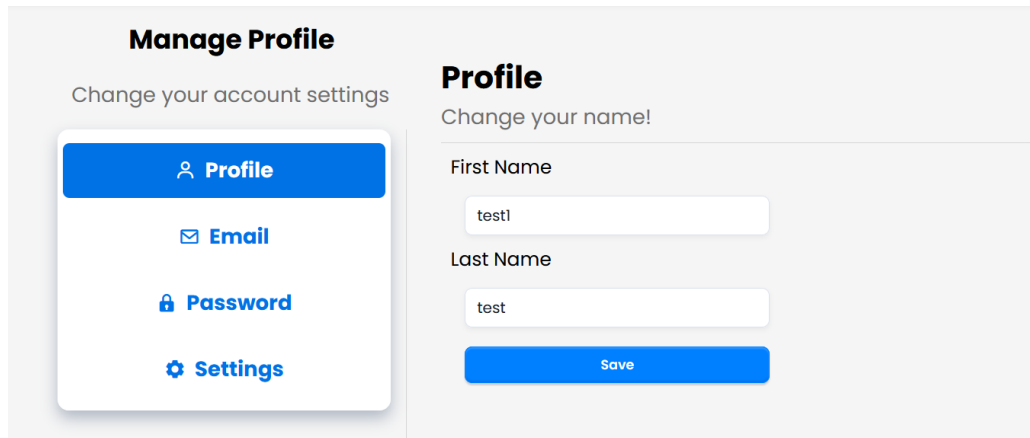 Manage Profile
Change your account settings
Profile
Email
Password
Settings
Profile
Change your name!
First Name
test1
Last Name
test
Save